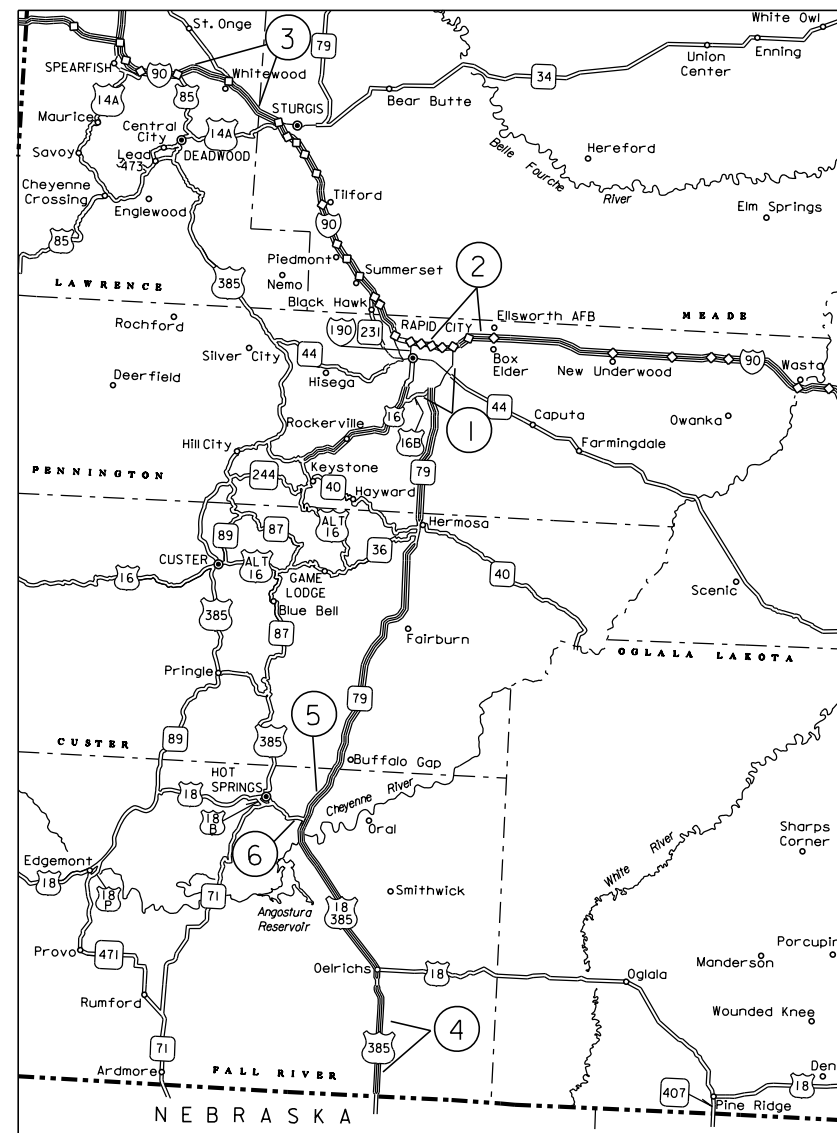 St. Onge
White Owl
79
3
Union
Center
Enning
SPEARFISH
90
Whitewood
34
14A
85
Bear Butte
STURGIS
Maurice
Central
City
14A
Lead
DEADWOOD
473
Savoy
Belle Fourche
River
Hereford
Cheyenne
Crossing
Englewood
Tilford
Elm Springs
90
85
Piedmont
385
Nemo
Summerset
2
LAWRENCE
Black Hawk
Ellsworth AFB
MEADE
Rochford
190
231
RAPID CITY
Silver City
44
Box
Elder
New Underwood
90
Wasta
Deerfield
Hisega
44
16
Owanka
Rockerville
16B
1
Caputa
Hill City
Farmingdale
PENNINGTON
244
Keystone
79
40
Hayward
ALT
16
Hermosa
89
87
36
CUSTER
ALT
16
GAME
LODGE
40
16
Scenic
Blue Bell
385
87
Fairburn
OGLALA LAKOTA
Pringle
79
5
89
CUSTER
385
Buffalo Gap
HOT
SPRINGS
18
Cheyenne River
18
B
Oral
Sharps
Corner
6
White River
Edgemont
18
18
P
71
Smithwick
Angostura
Reservoir
18
385
Provo
471
Oelrichs
18
Oglala
Manderson
Porcupin
Rumford
Wounded Knee
4
71
385
Ardmore
FALL RIVER
Den
407
18
Pine Ridge
NEBRASKA